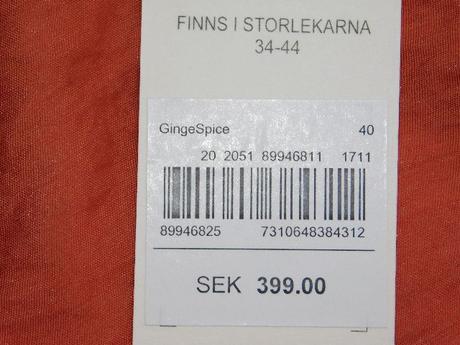 FINNS I STORLEKARNA
34-44
GingeSpice 40
20 2051 89946811 1711
89946825 7310648384312
SEK 399.00